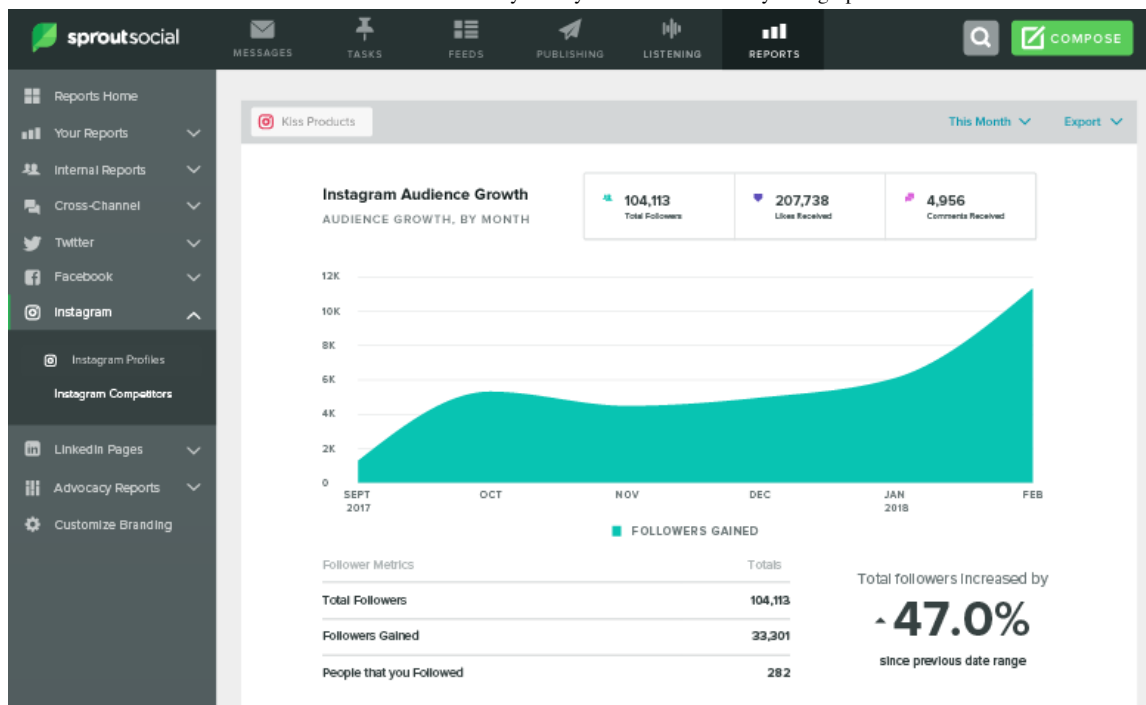 sproutsocial
MESSAGES
TASKS
FEEDS
PUBLISHING
LISTENING
REPORTS
COMPOSE
Reports Home
Your Reports
Internal Reports
Cross-Channel
Twitter
Facebook
Instagram
Instagram Profiles
Instagram Competitors
LinkedIn Pages
Advocacy Reports
Customize Branding
Kiss Products
This Month
Export
Instagram Audience Growth
AUDIENCE GROWTH, BY MONTH
104,113
Total Followers
207,738
Likes Received
4,956
Comments Received
12K
10K
8K
6K
4K
2K
0
SEPT
2017
OCT
NOV
DEC
JAN
2018
FEB
FOLLOWERS GAINED
Follower Metrics Totals
Total Followers 104,113
Followers Gained 33,301
People that you Followed 282
Total followers increased by
47.0%
since previous date range